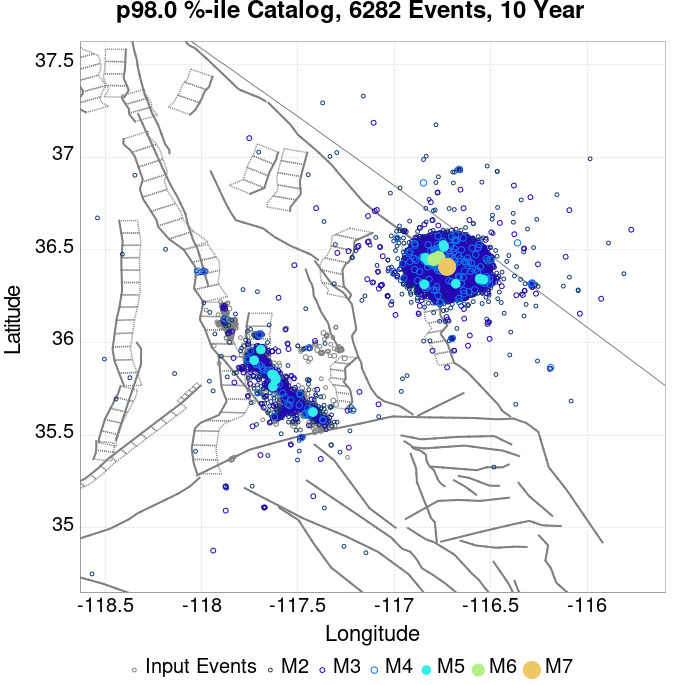 p98.0 %-ile Catalog, 6282 Events, 10 Year
37.5
37
36.5
36
35.5
35
Latitude
-118.5 -118 -117.5 -117 -116.5 -116
Longitude
Input Events M2 M3 M4 M5 M6 M7